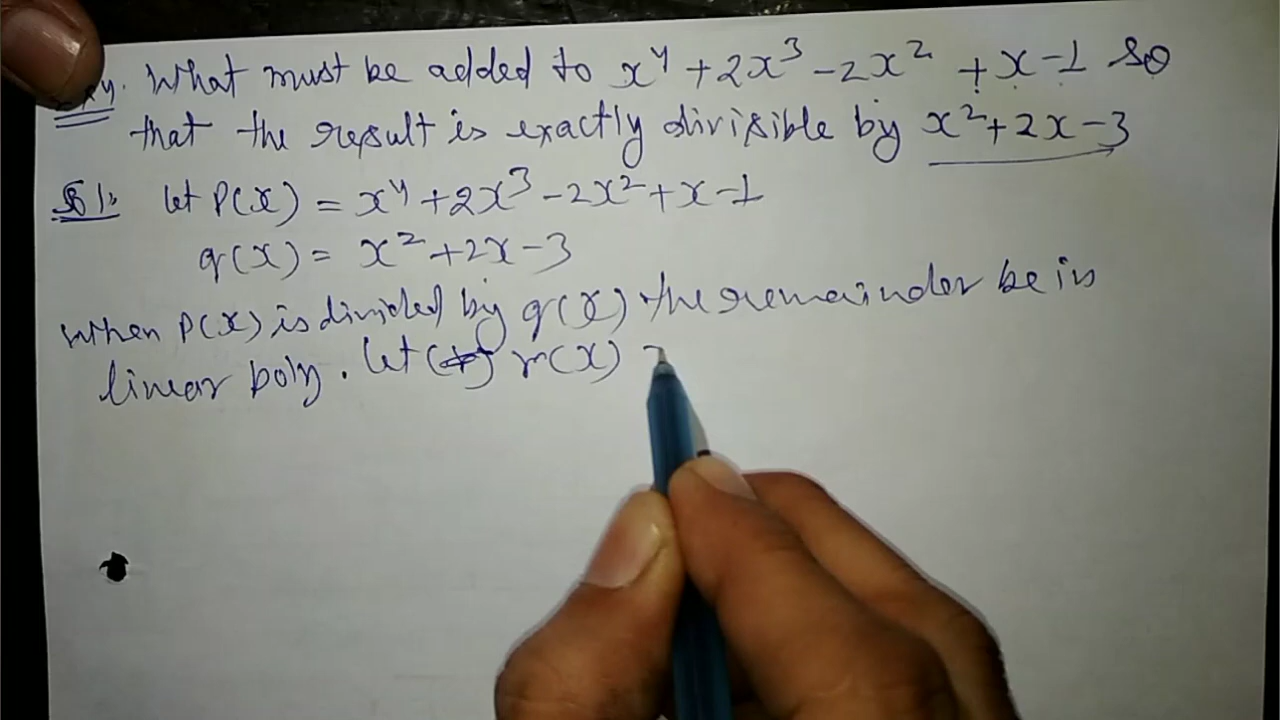 What must be added to x⁴ + 2x³ - 2x² + x - 1 so
that the result is exactly divisible by x² + 2x - 3
Sol: let P(x) = x⁴ + 2x³ - 2x² + x - 1
q(x) = x² + 2x - 3
when P(x) is divided by q(x) the remainder be is
linear poly. let r(x) =